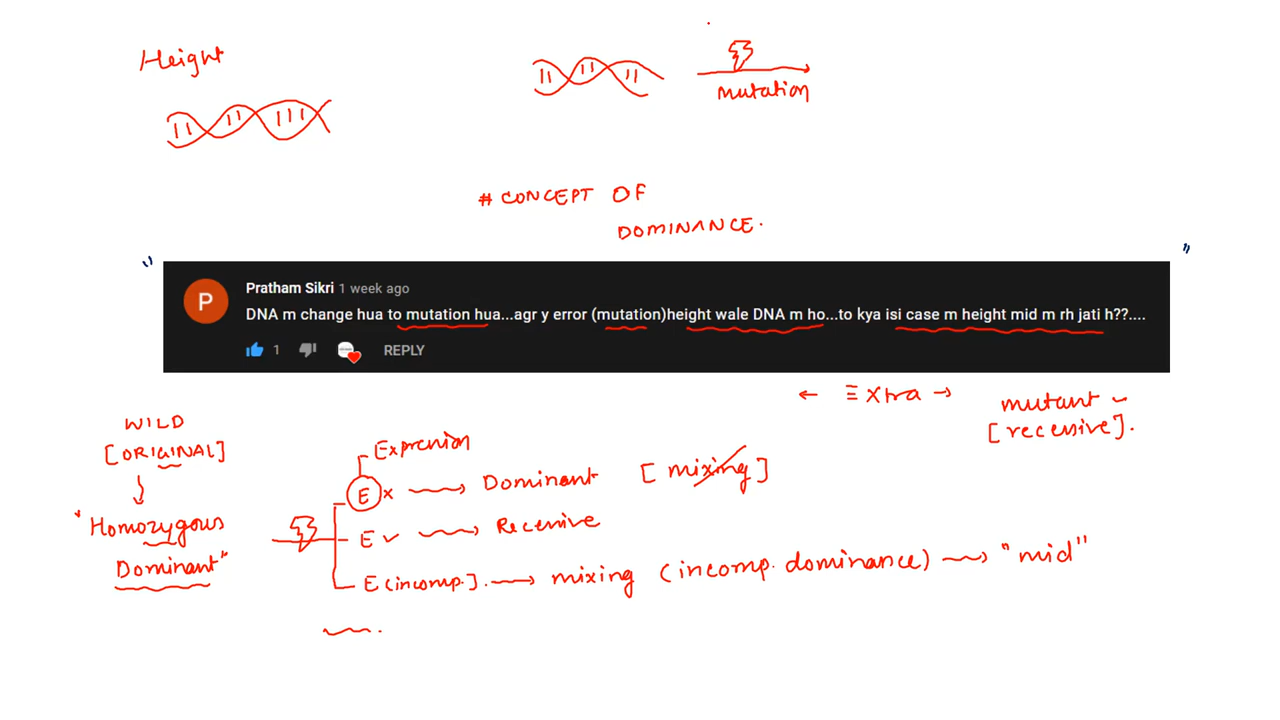 Height
mutation
# CONCEPT OF
DOMINANCE.
"
"
P
Pratham Sikri 1 week ago
DNA m change hua to mutation hua...agr y error (mutation)height wale DNA m ho...to kya isi case m height mid m rh jati h??....
1 REPLY
← Extra →
mutant
[recessive].
WILD
[ORIGINAL]
"Homozygous
Dominant"
Expression
E x → Dominant [mixing]
E ✓ → Recessive
E (incomp.]. → mixing (incomp. dominance) → "mid"